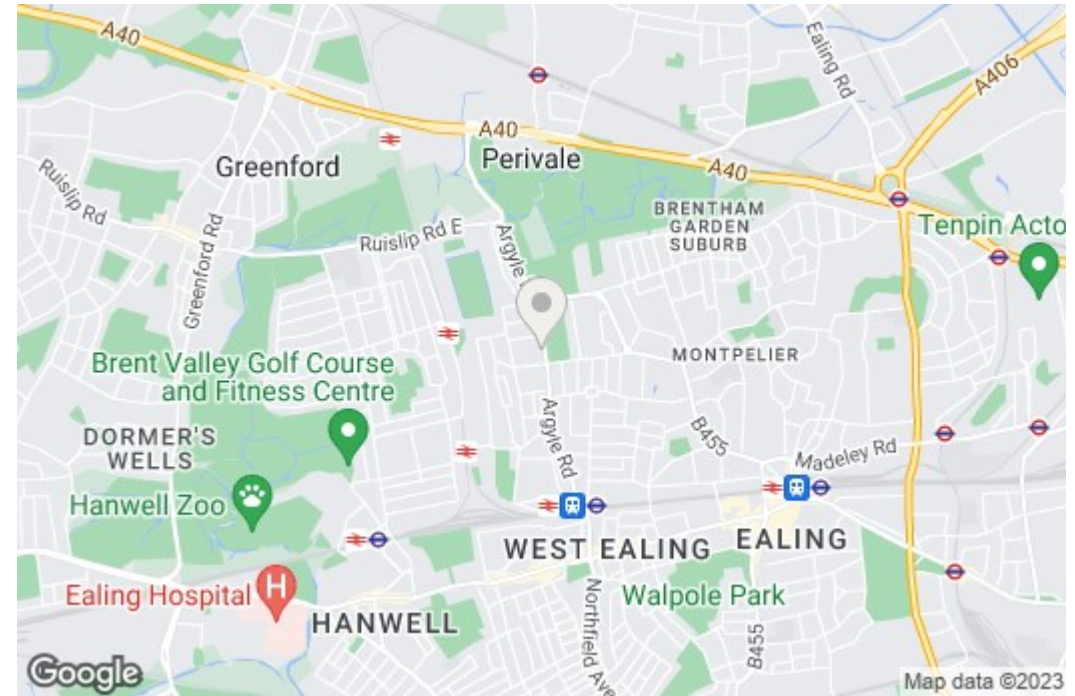 A40
A406
Ealing Rd
A40
Perivale
Greenford
A40
Ruislip Rd
BRENTHAM
GARDEN
SUBURB
Tenpin Acto
Ruislip Rd E
Argyle
Greenford Rd
Brent Valley Golf Course
and Fitness Centre
MONTPELIER
Argyle Rd
B455
DORMER'S
WELLS
Madeley Rd
Hanwell Zoo
WEST EALING
EALING
Ealing Hospital
H
HANWELL
Walpole Park
Northfield Ave
B455
Google
Map data ©2023